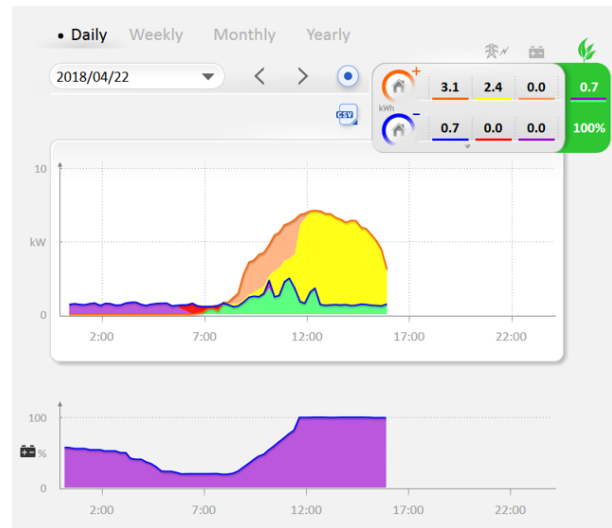 • Daily Weekly Monthly Yearly
2018/04/22
+ 3.1 2.4 0.0 0.7
kWh
- 0.7 0.0 0.0 100%
CSV
10
kW
0
2:00 7:00 12:00 17:00 22:00
100
%
0
2:00 7:00 12:00 17:00 22:00